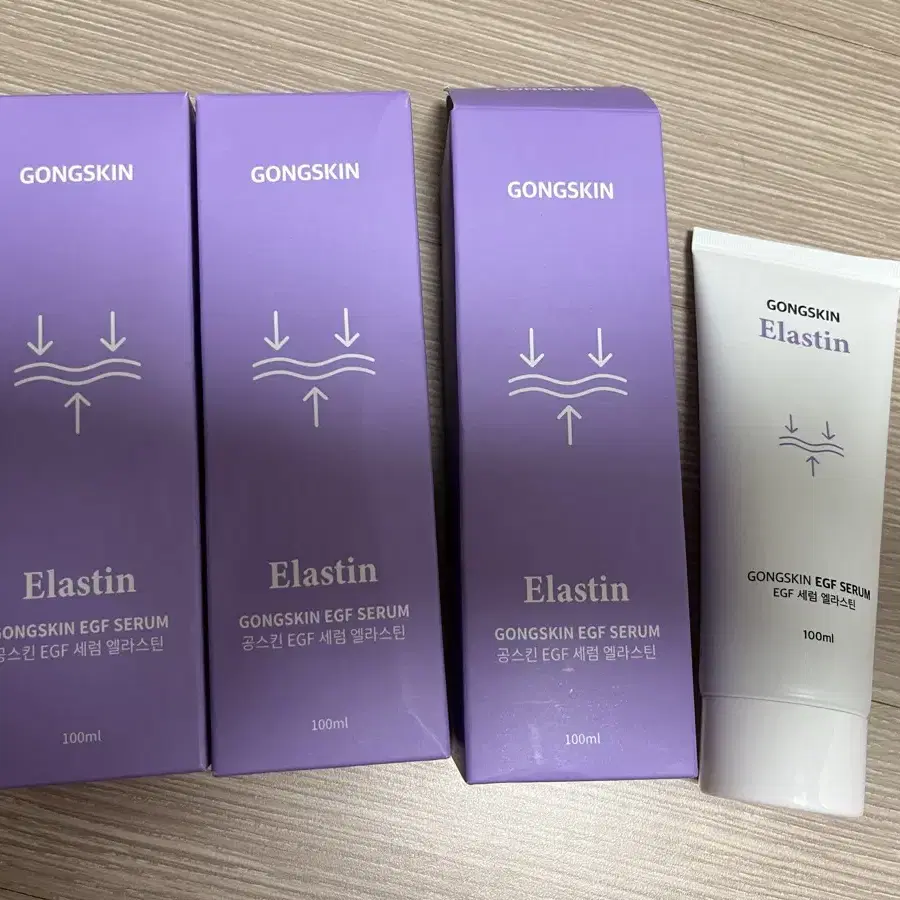 GONGSKIN
Elastin
GONGSKIN EGF SERUM
공스킨 EGF 세럼 엘라스틴
100ml
GONGSKIN
Elastin
GONGSKIN EGF SERUM
공스킨 EGF 세럼 엘라스틴
100ml
GONGSKIN
GONGSKIN
Elastin
GONGSKIN EGF SERUM
공스킨 EGF 세럼 엘라스틴
100ml
GONGSKIN
Elastin
GONGSKIN EGF SERUM
EGF 세럼 엘라스틴
100ml